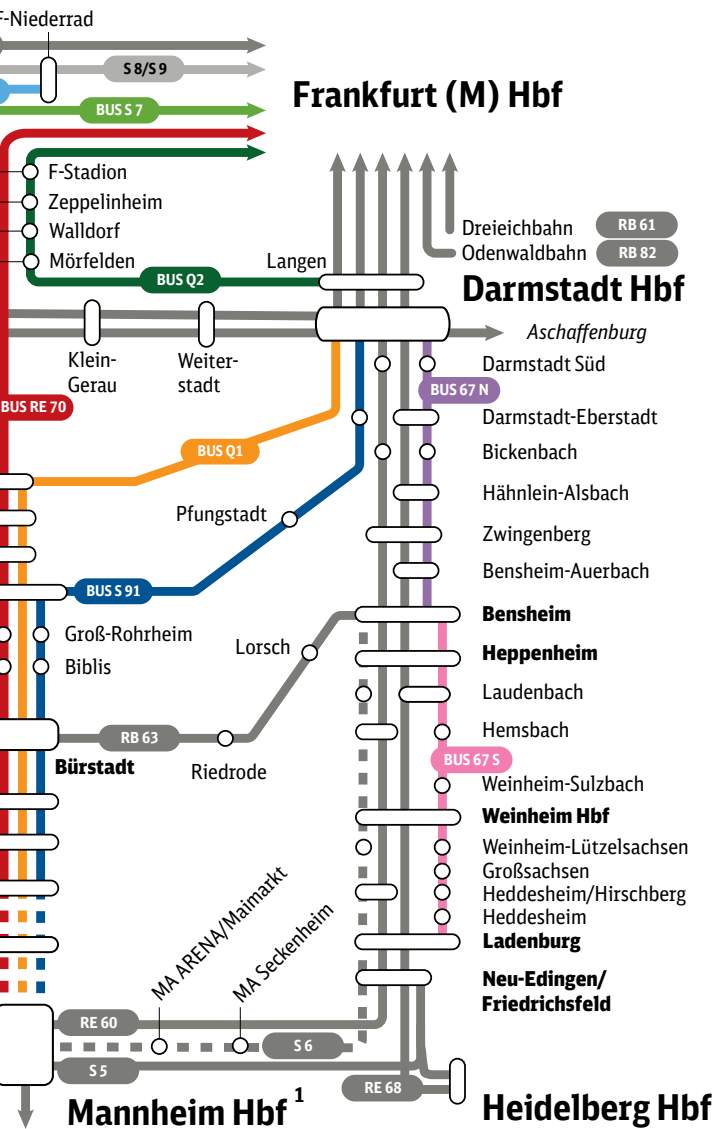 F-Niederrad
S 8/S 9
BUS S 7
Frankfurt (M) Hbf
F-Stadion
Zeppelinheim
Walldorf
Mörfelden
BUS Q2
Langen
Dreieichbahn RB 61
Odenwaldbahn RB 82
Darmstadt Hbf
Aschaffenburg
Klein-
Gerau
Weiter-
stadt
Darmstadt Süd
BUS 67 N
BUS RE 70
Darmstadt-Eberstadt
BUS Q1
Bickenbach
Hähnlein-Alsbach
Pfungstadt
Zwingenberg
Bensheim-Auerbach
BUS S 91
Bensheim
Groß-Rohrheim
Lorsch
Heppenheim
Biblis
Laudenbach
Hemsbach
RB 63
BUS 67 S
Bürstadt
Riedrode
Weinheim-Sulzbach
Weinheim Hbf
Weinheim-Lützelsachsen
Großsachsen
Heddesheim/Hirschberg
Heddesheim
MA ARENA/Maimarkt
MA Seckenheim
Ladenburg
Neu-Edingen/
Friedrichsfeld
RE 60
S 6
S 5
RE 68
Mannheim Hbf 1
Heidelberg Hbf